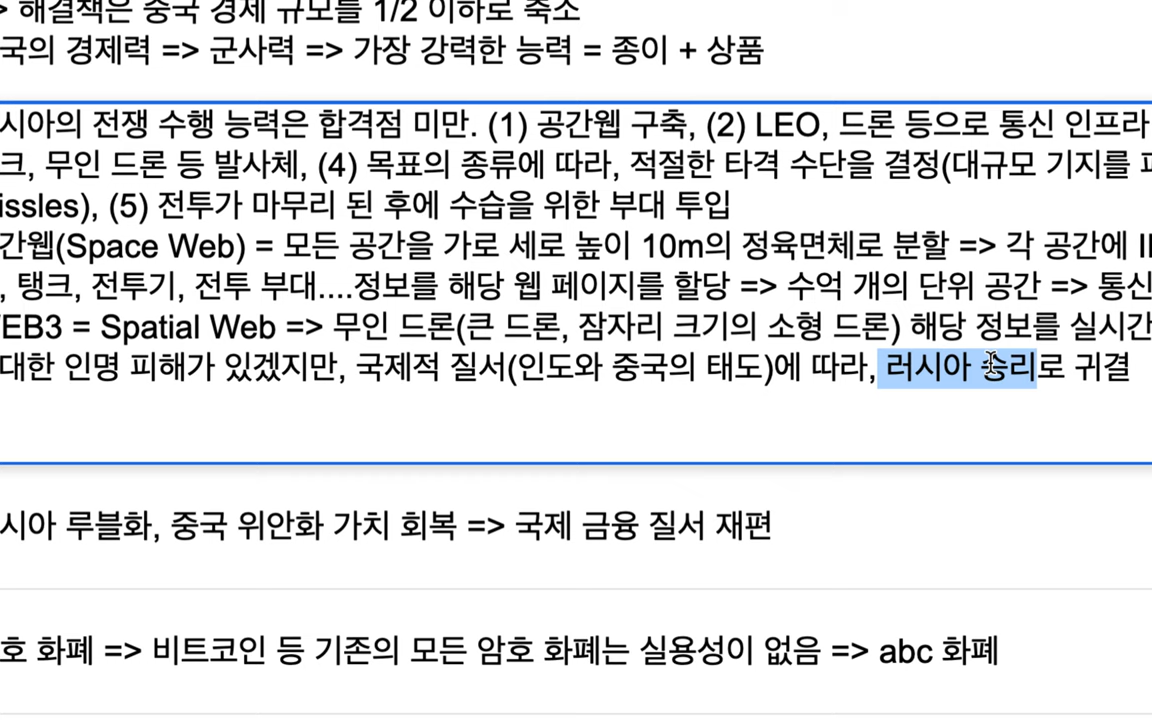 > 해결책은 중국 경제 규모를 1/2 이하로 축소
국의 경제력 => 군사력 => 가장 강력한 능력 = 종이 + 상품
시아의 전쟁 수행 능력은 합격점 미만. (1) 공간웹 구축, (2) LEO, 드론 등으로 통신 인프라
크, 무인 드론 등 발사체, (4) 목표의 종류에 따라, 적절한 타격 수단을 결정(대규모 기지를
issles), (5) 전투가 마무리 된 후에 수습을 위한 부대 투입
간웹(Space Web) = 모든 공간을 가로 세로 높이 10m의 정육면체로 분할 => 각 공간에
, 탱크, 전투기, 전투 부대....정보를 해당 웹 페이지를 할당 => 수억 개의 단위 공간 => 통신
EB3 = Spatial Web => 무인 드론(큰 드론, 잠자리 크기의 소형 드론) 해당 정보를 실시간
대한 인명 피해가 있겠지만, 국제적 질서(인도와 중국의 태도)에 따라, 러시아 승리로 귀결
시아 루블화, 중국 위안화 가치 회복 => 국제 금융 질서 재편
호 화폐 => 비트코인 등 기존의 모든 암호 화폐는 실용성이 없음 => abc 화폐